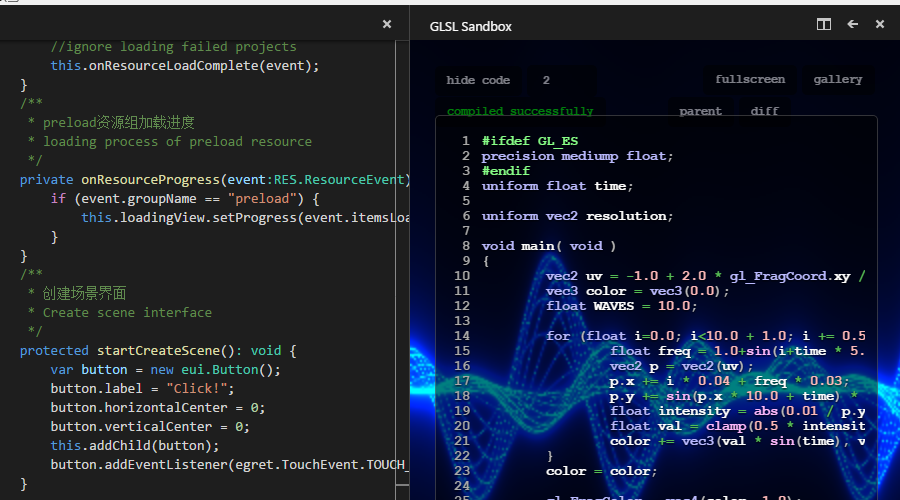 //ignore loading failed projects
this.onResourceLoadComplete(event);
}
/**
* preload资源组加载进度
* loading process of preload resource
*/
private onResourceProgress(event:RES.ResourceEvent)
if (event.groupName == "preload") {
this.loadingView.setProgress(event.itemsLoa
}
}
/**
* 创建场景界面
* Create scene interface
*/
protected startCreateScene(): void {
var button = new eui.Button();
button.label = "Click!";
button.horizontalCenter = 0;
button.verticalCenter = 0;
this.addChild(button);
button.addEventListener(egret.TouchEvent.TOUCH_
}
GLSL Sandbox
hide code 2 fullscreen gallery
compiled successfully parent diff
1 #ifdef GL_ES
2 precision mediump float;
3 #endif
4 uniform float time;
5
6 uniform vec2 resolution;
7
8 void main( void )
9 {
10 vec2 uv = -1.0 + 2.0 * gl_FragCoord.xy /
11 vec3 color = vec3(0.0);
12 float WAVES = 10.0;
13
14 for (float i=0.0; i<10.0 + 1.0; i += 0.5
15 float freq = 1.0+sin(i+time * 5.
16 vec2 p = vec2(uv);
17 p.x += i * 0.04 + freq * 0.03;
18 p.y += sin(p.x * 10.0 + time) *
19 float intensity = abs(0.01 / p.y
20 float val = clamp(0.5 * intensit
21 color += vec3(val * sin(time), v
22 }
23 color = color;
24
25 gl_FragColor = vec4(color, 1.0);